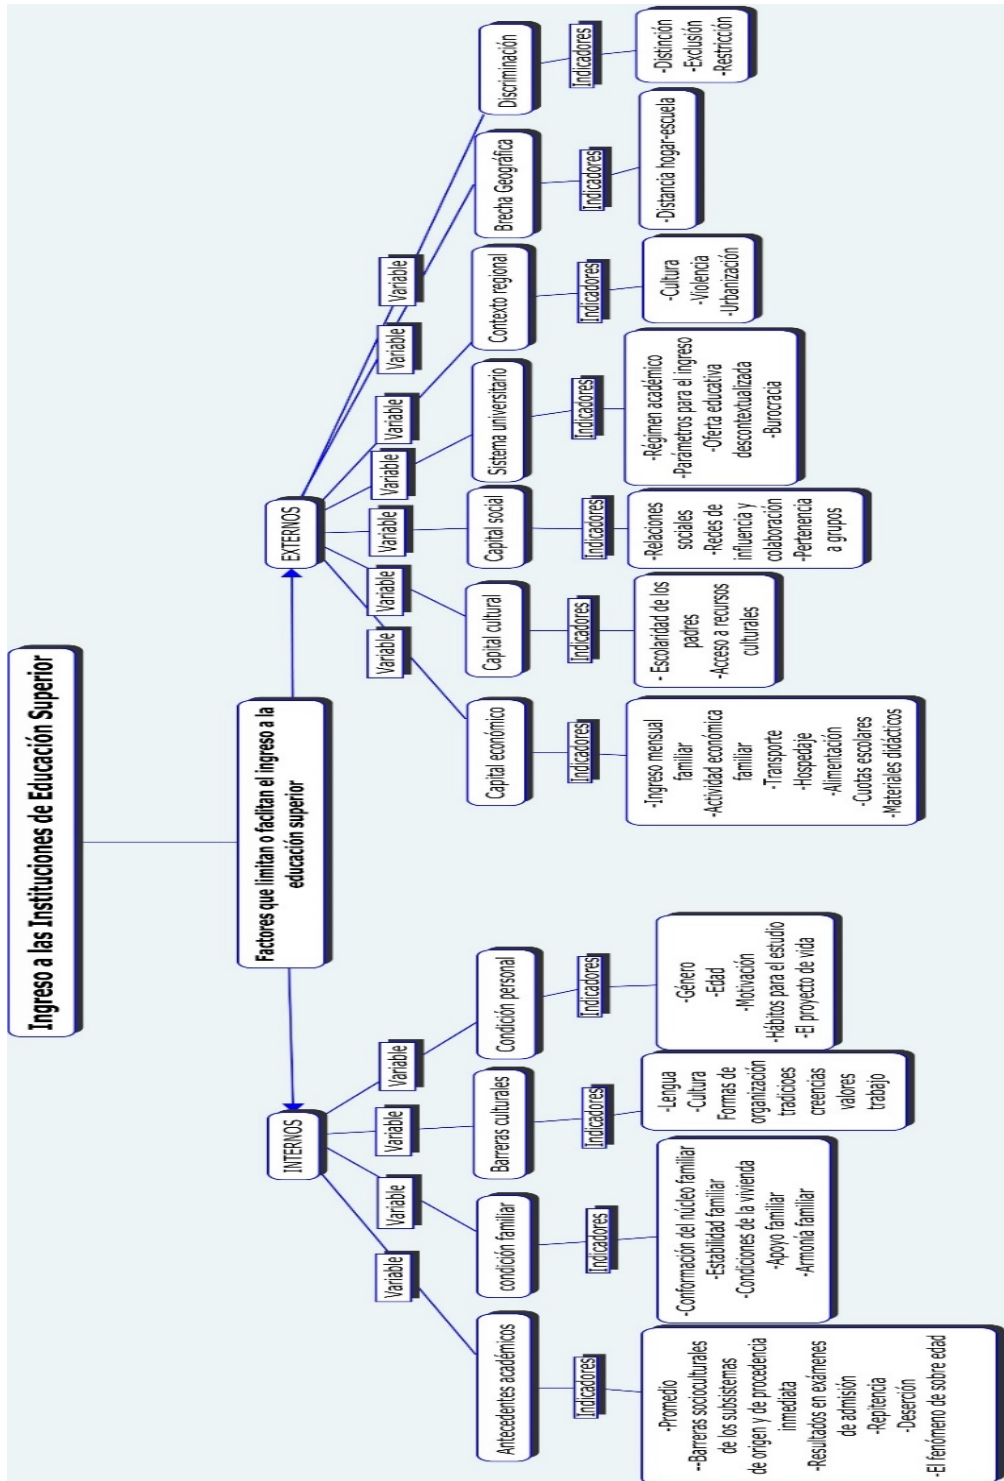 Ingreso a las Instituciones de Educación Superior
Factores que limitan o facilitan el ingreso a la
educación superior
INTERNOS
EXTERNOS
Variable
Variable
Variable
Variable
Variable
Variable
Variable
Variable
Variable
Variable
Variable
Antecedentes académicos
condición familiar
Barreras culturales
Condición personal
Capital económico
Capital cultural
Capital social
Sistema universitario
Contexto regional
Brecha Geográfica
Discriminación
Indicadores
Indicadores
Indicadores
Indicadores
Indicadores
Indicadores
Indicadores
Indicadores
Indicadores
Indicadores
Indicadores
-Promedio
--Barreras socioculturales
de los subsistemas
de origen y de procedencia
inmediata
-Resultados en exámenes
de admisión
-Repitencia
-Deserción
-El fenómeno de sobre edad
-Conformación del núcleo familiar
-Estabilidad familiar
-Condiciones de la vivienda
-Apoyo familiar
-Armonía familiar
-Lengua
-Cultura
Formas de
organización
tradicioes
creencias
valores
trabajo
-Género
-Edad
-Motivación
-Hábitos para el estudio
-El proyecto de vida
-Ingreso mensual
familiar
-Actividad económica
familiar
-Transporte
-Hospedaje
-Alimentación
-Cuotas escolares
-Materiales didácticos
- Escolaridad de los
padres
-Acceso a recursos
culturales
-Relaciones
sociales
-Redes de
influencia y
colaboración
-Pertenencia
a grupos
-Régimen académico
-Parámetros para el ingreso
-Oferta educativa
descontextualizada
-Burocracia
-Cultura
-Violencia
-Urbanización
-Distancia hogar-escuela
-Distinción
-Exclusión
-Restricción